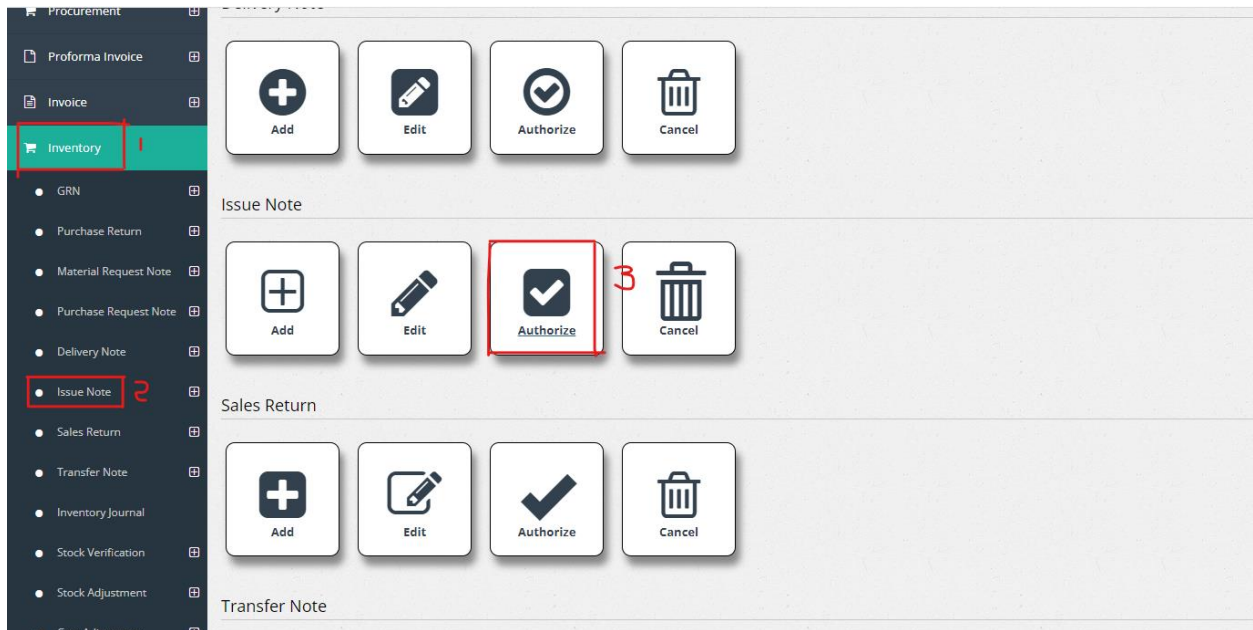 Procurement
Proforma Invoice
Invoice
Inventory
1
GRN
Purchase Return
Material Request Note
Purchase Request Note
Delivery Note
Issue Note
2
Sales Return
Transfer Note
Inventory Journal
Stock Verification
Stock Adjustment
Delivery Note
Add
Edit
Authorize
Cancel
Issue Note
Add
Edit
Authorize
3
Cancel
Sales Return
Add
Edit
Authorize
Cancel
Transfer Note